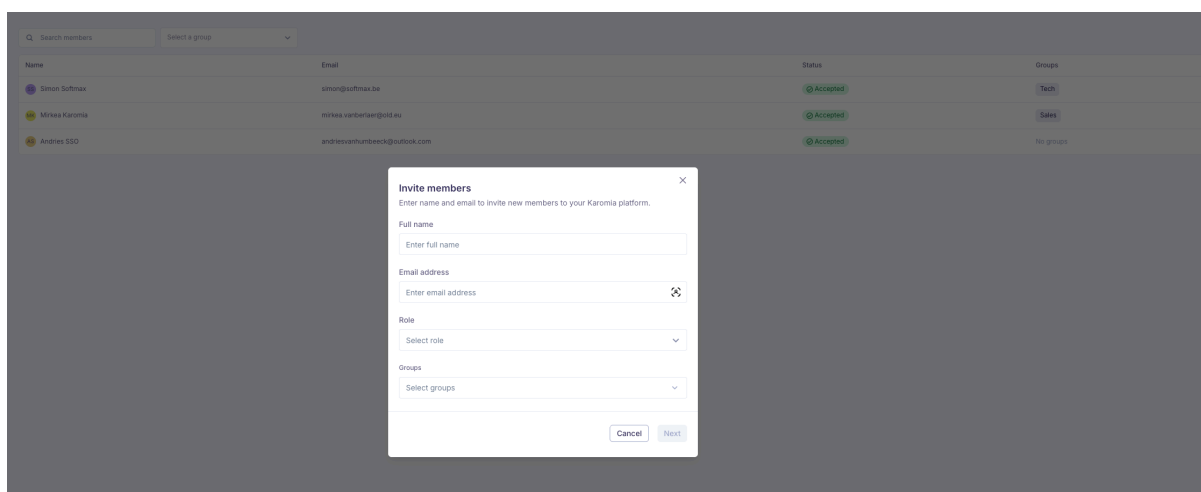 Search members
Select a group
Name Email Status Groups
SS Simon Softmax simon@softmax.be Accepted Tech
MK Mirkea Karomia mirkea.vanberlaer@old.eu Accepted Sales
AS Andries SSO andriesvanhumbeeck@outlook.com Accepted No groups
Invite members
Enter name and email to invite new members to your Karomia platform.
Full name
Enter full name
Email address
Enter email address
Role
Select role
Groups
Select groups
Cancel
Next